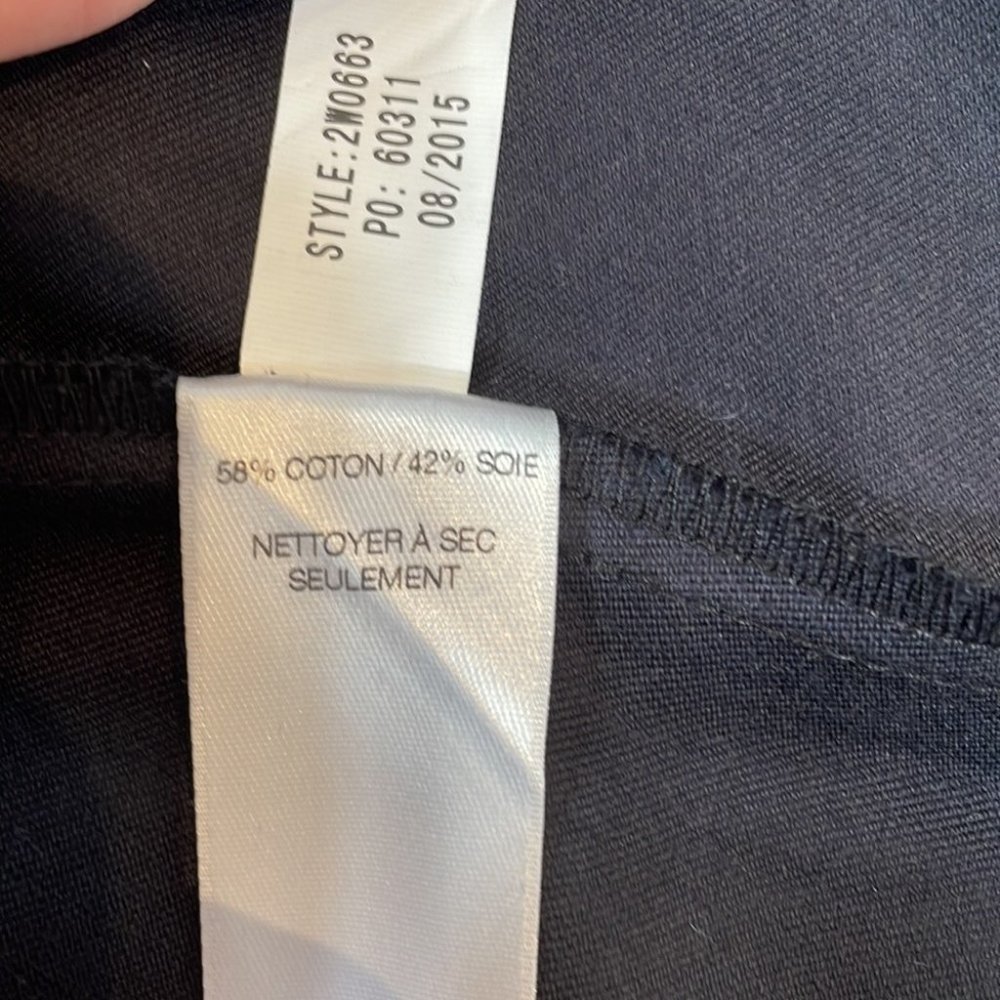 STYLE:2W0663
PO: 60311
08/2015
58% COTON / 42% SOIE
NETTOYER À SEC
SEULEMENT